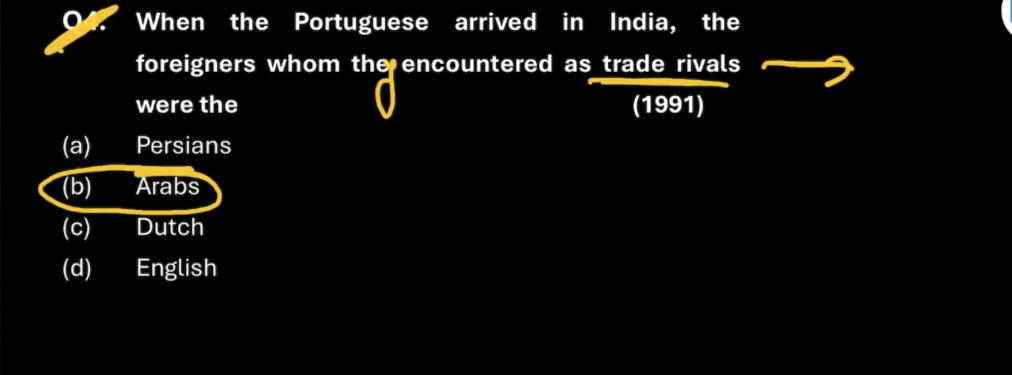 Q4. When the Portuguese arrived in India, the
foreigners whom they encountered as trade rivals
were the (1991)
(a) Persians
(b) Arabs
(c) Dutch
(d) English